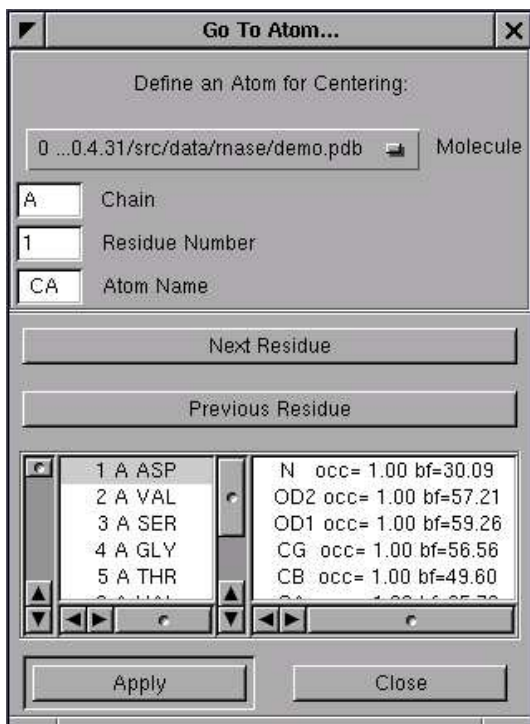 Go To Atom...
Define an Atom for Centering:
0 ...0.4.31/src/data/rnase/demo.pdb Molecule
A Chain
1 Residue Number
CA Atom Name
Next Residue
Previous Residue
1 A ASP
2 A VAL
3 A SER
4 A GLY
5 A THR
N occ= 1.00 bf=30.09
OD2 occ= 1.00 bf=57.21
OD1 occ= 1.00 bf=59.26
CG occ= 1.00 bf=56.56
CB occ= 1.00 bf=49.60
Apply Close